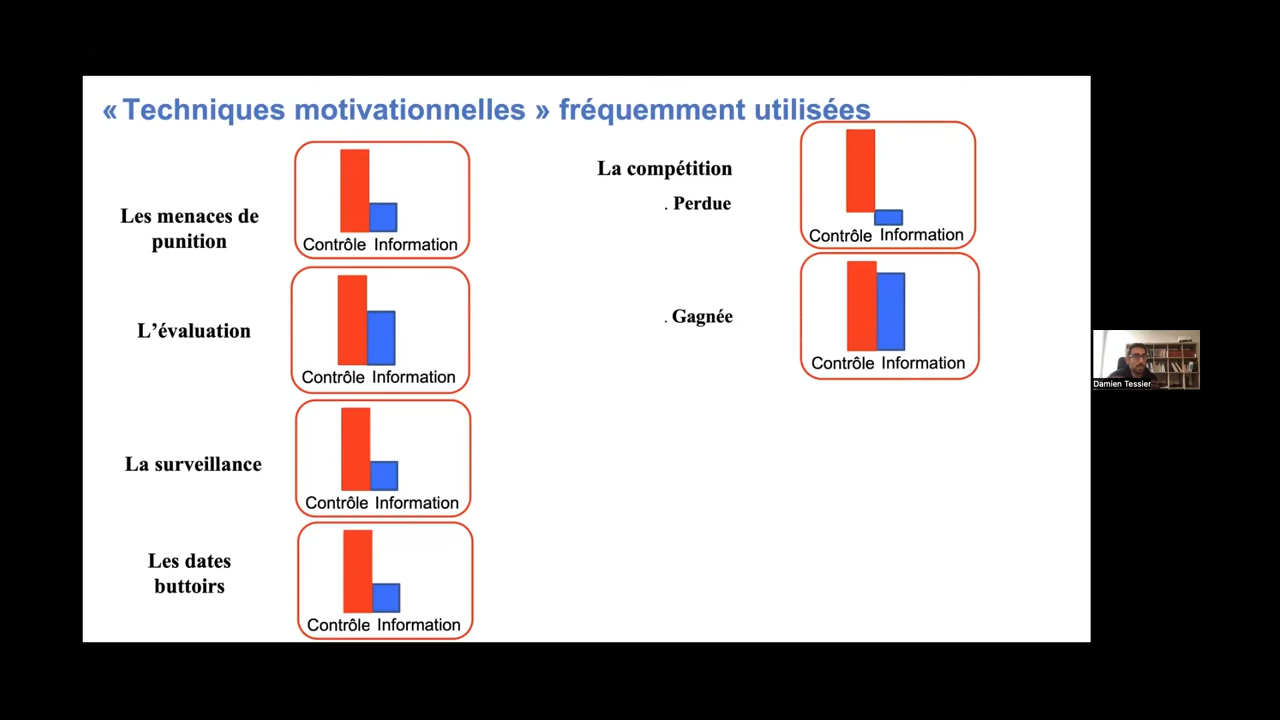 « Techniques motivationnelles » fréquemment utilisées
Les menaces de
punition
Contrôle Information
L’évaluation
Contrôle Information
La surveillance
Contrôle Information
Les dates
buttoirs
Contrôle Information
La compétition
. Perdue
Contrôle Information
. Gagnée
Contrôle Information
Damien Tessier